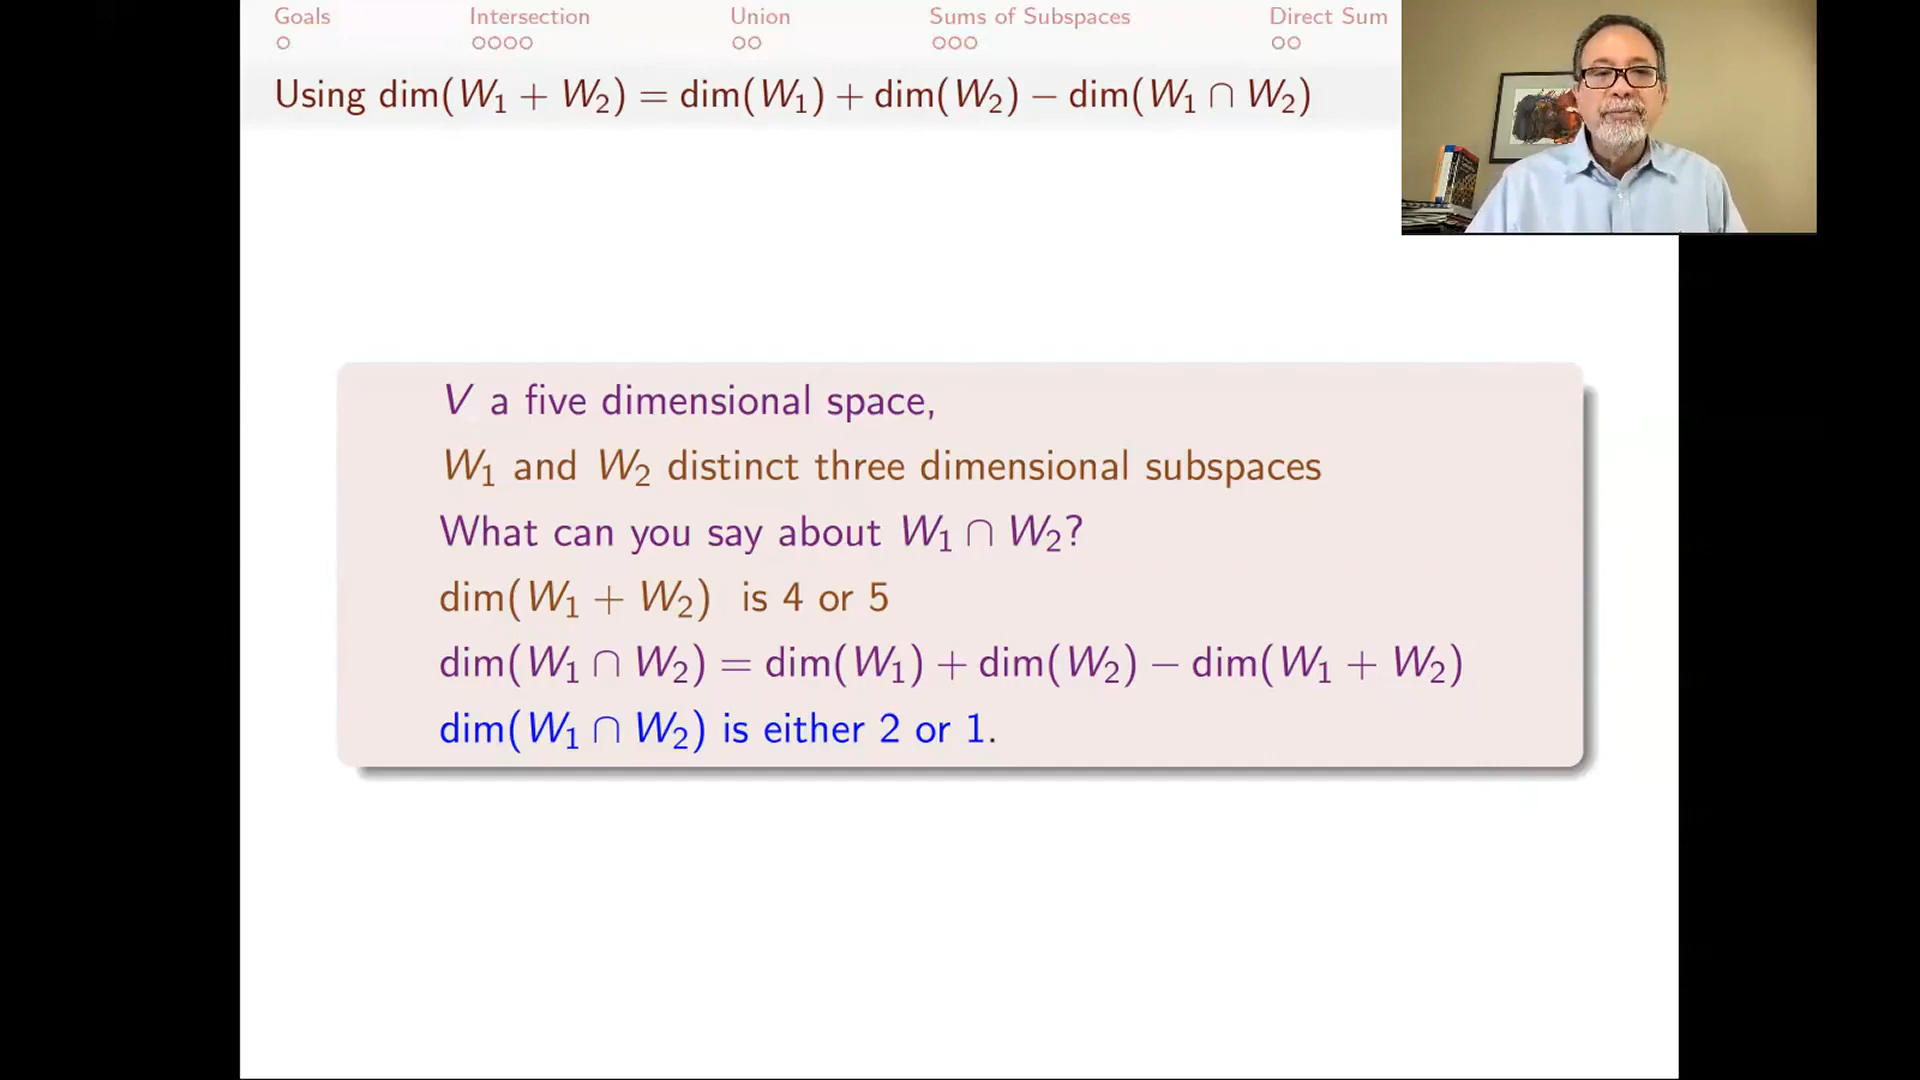 Goals Intersection Union Sums of Subspaces Direct Sum
Using dim(W₁ + W₂) = dim(W₁) + dim(W₂) − dim(W₁ ∩ W₂)
V a five dimensional space,
W₁ and W₂ distinct three dimensional subspaces
What can you say about W₁ ∩ W₂?
dim(W₁ + W₂) is 4 or 5
dim(W₁ ∩ W₂) = dim(W₁) + dim(W₂) − dim(W₁ + W₂)
dim(W₁ ∩ W₂) is either 2 or 1.